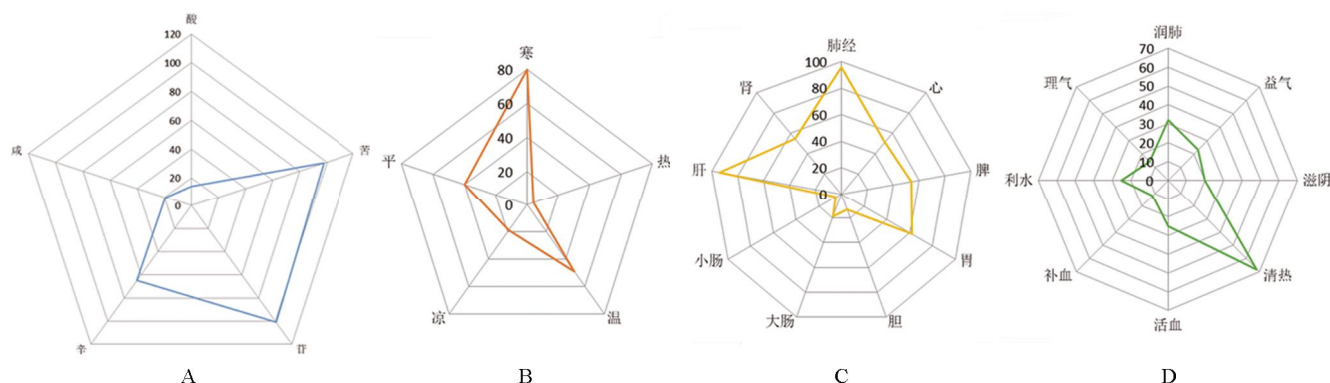 酸
120
100
80
60
40
20
0
苦
苷
辛
咸
A
寒
80
60
40
20
0
热
温
凉
平
B
肺经
100
80
60
40
20
0
心
脾
胃
胆
大肠
小肠
肝
肾
C
润肺
70
60
50
40
30
20
10
0
益气
滋阴
清热
活血
补血
利水
理气
D